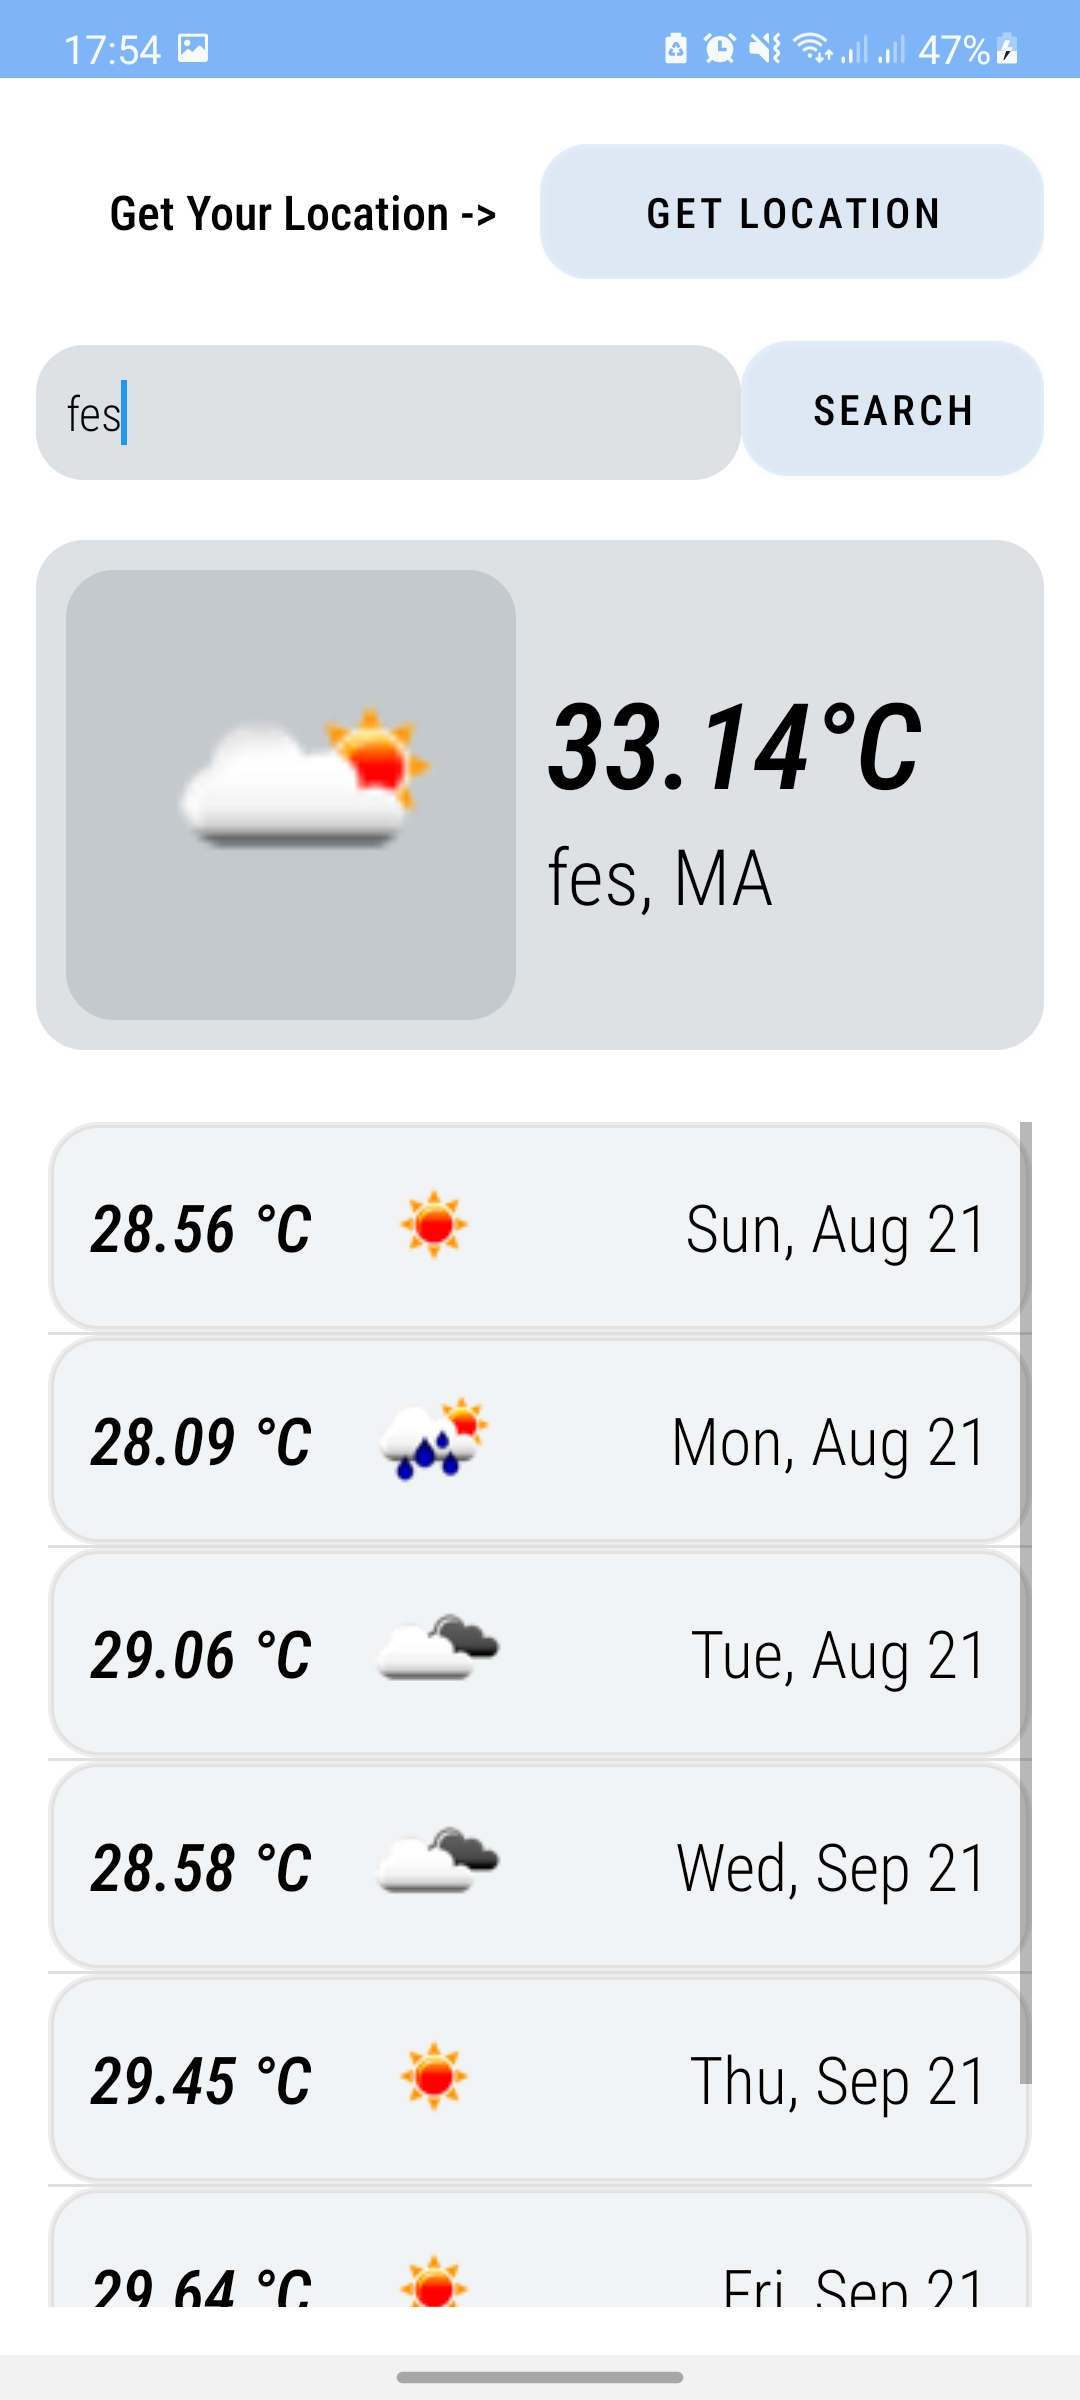 17:54 47%
Get Your Location -> GET LOCATION
fes SEARCH
33.14°C
fes, MA
28.56 °C Sun, Aug 21
28.09 °C Mon, Aug 21
29.06 °C Tue, Aug 21
28.58 °C Wed, Sep 21
29.45 °C Thu, Sep 21
29.64 °C Fri, Sep 21